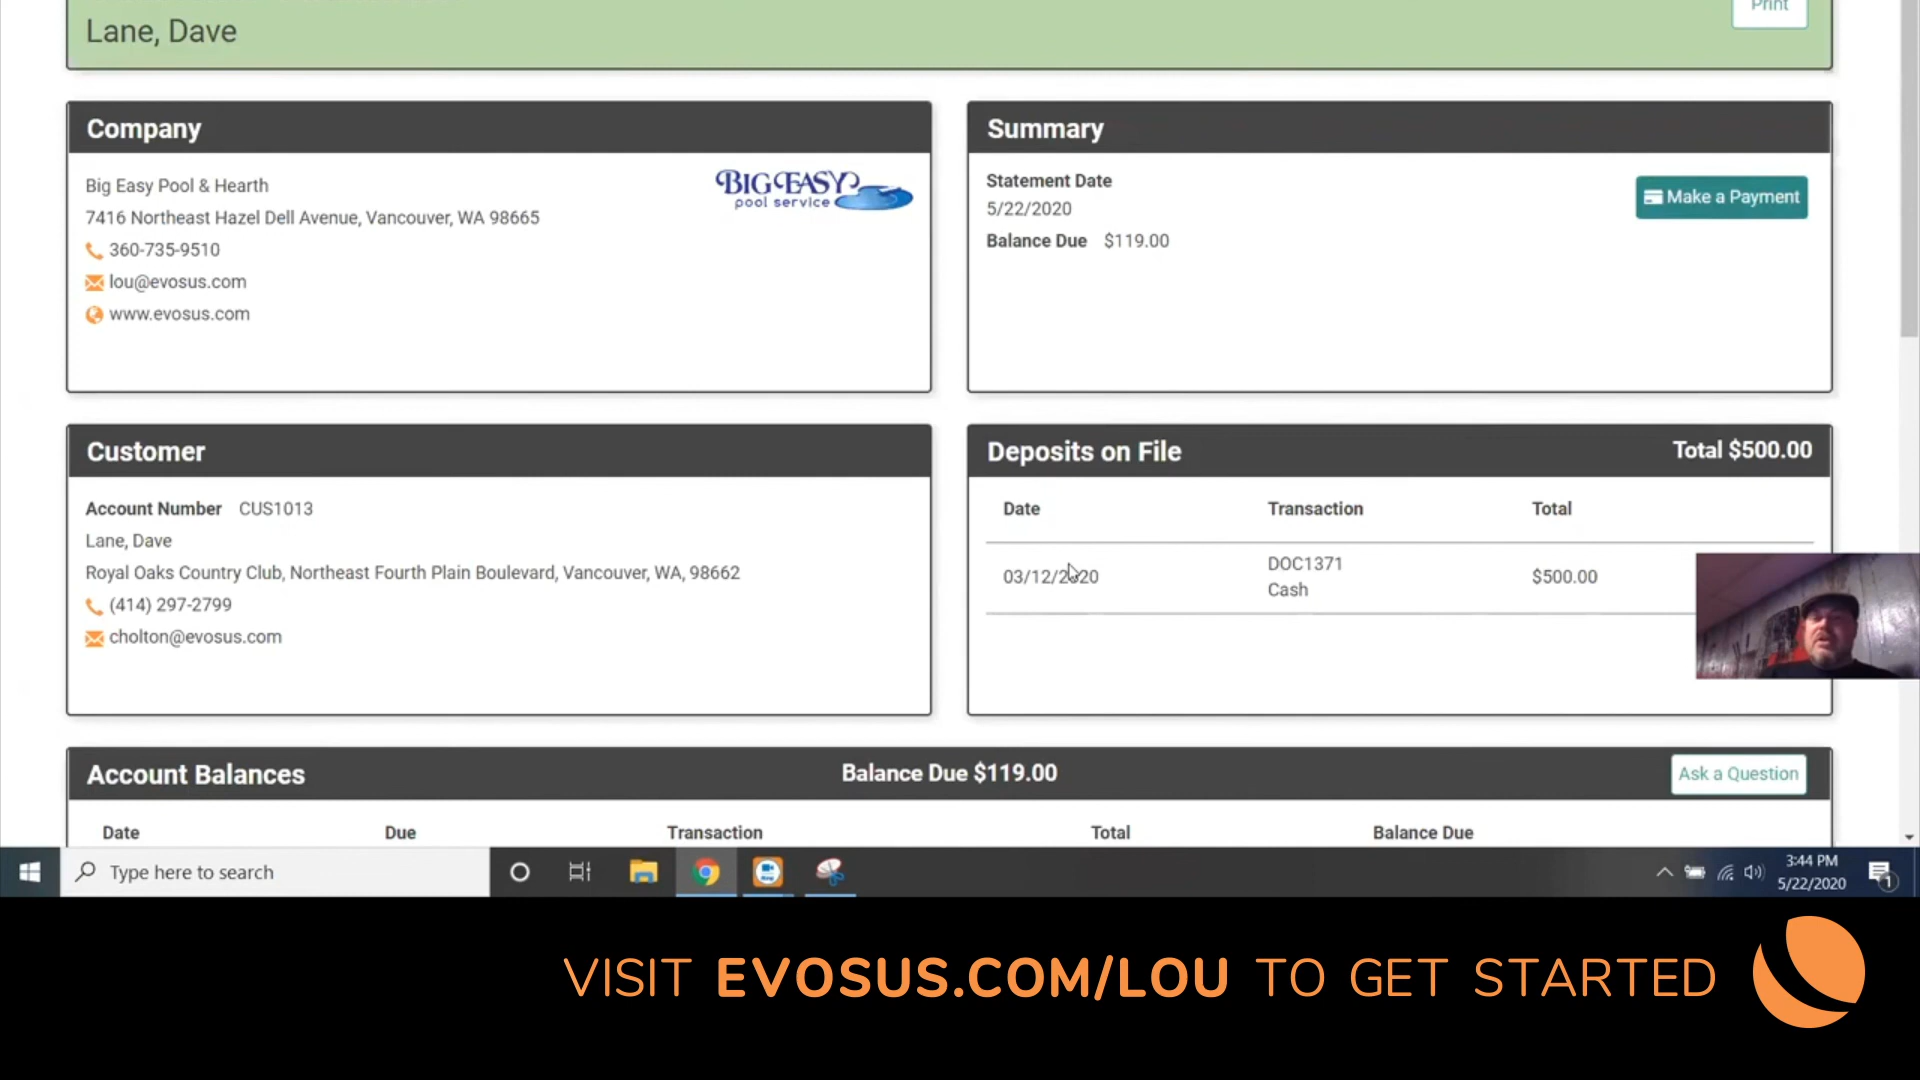 Print
Lane, Dave
Company
Big Easy Pool & Hearth
7416 Northeast Hazel Dell Avenue, Vancouver, WA 98665
360-735-9510
lou@evosus.com
www.evosus.com
BIG EASY
pool service
Summary
Statement Date
5/22/2020
Balance Due $119.00
Make a Payment
Customer
Account Number CUS1013
Lane, Dave
Royal Oaks Country Club, Northeast Fourth Plain Boulevard, Vancouver, WA, 98662
(414) 297-2799
cholton@evosus.com
Deposits on File Total $500.00
Date Transaction Total
03/12/2020 DOC1371 $500.00
Cash
Account Balances Balance Due $119.00 Ask a Question
Date Due Transaction Total Balance Due
Type here to search
3:44 PM
5/22/2020
1
VISIT EVOSUS.COM/LOU TO GET STARTED